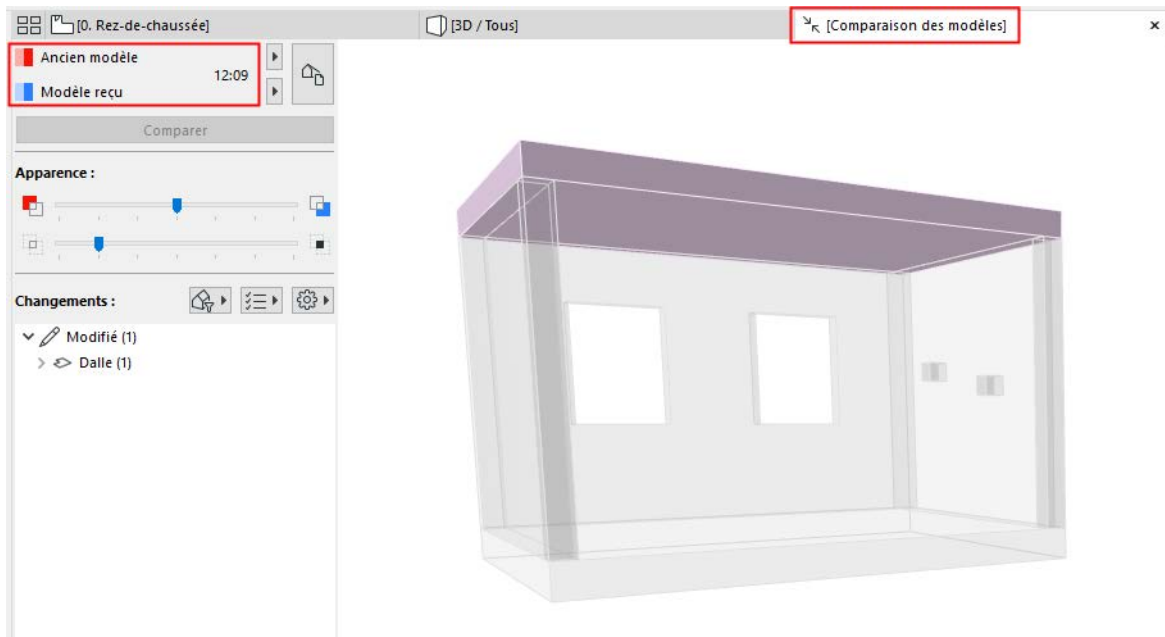 [0. Rez-de-chaussée]
[3D / Tous]
[Comparaison des modèles]
Ancien modèle
12:09
Modèle reçu
Comparer
Apparence :
Changements :
Modifié (1)
Dalle (1)